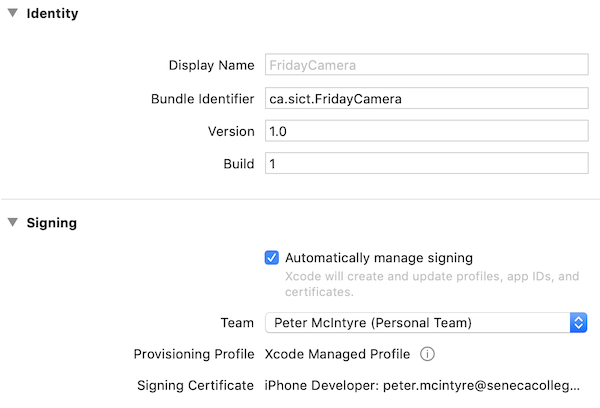 Identity
Display Name FridayCamera
Bundle Identifier ca.sict.FridayCamera
Version 1.0
Build 1
Signing
Automatically manage signing
Xcode will create and update profiles, app IDs, and
certificates.
Team Peter McIntyre (Personal Team)
Provisioning Profile Xcode Managed Profile
Signing Certificate iPhone Developer: peter.mcintyre@senecacolleg...